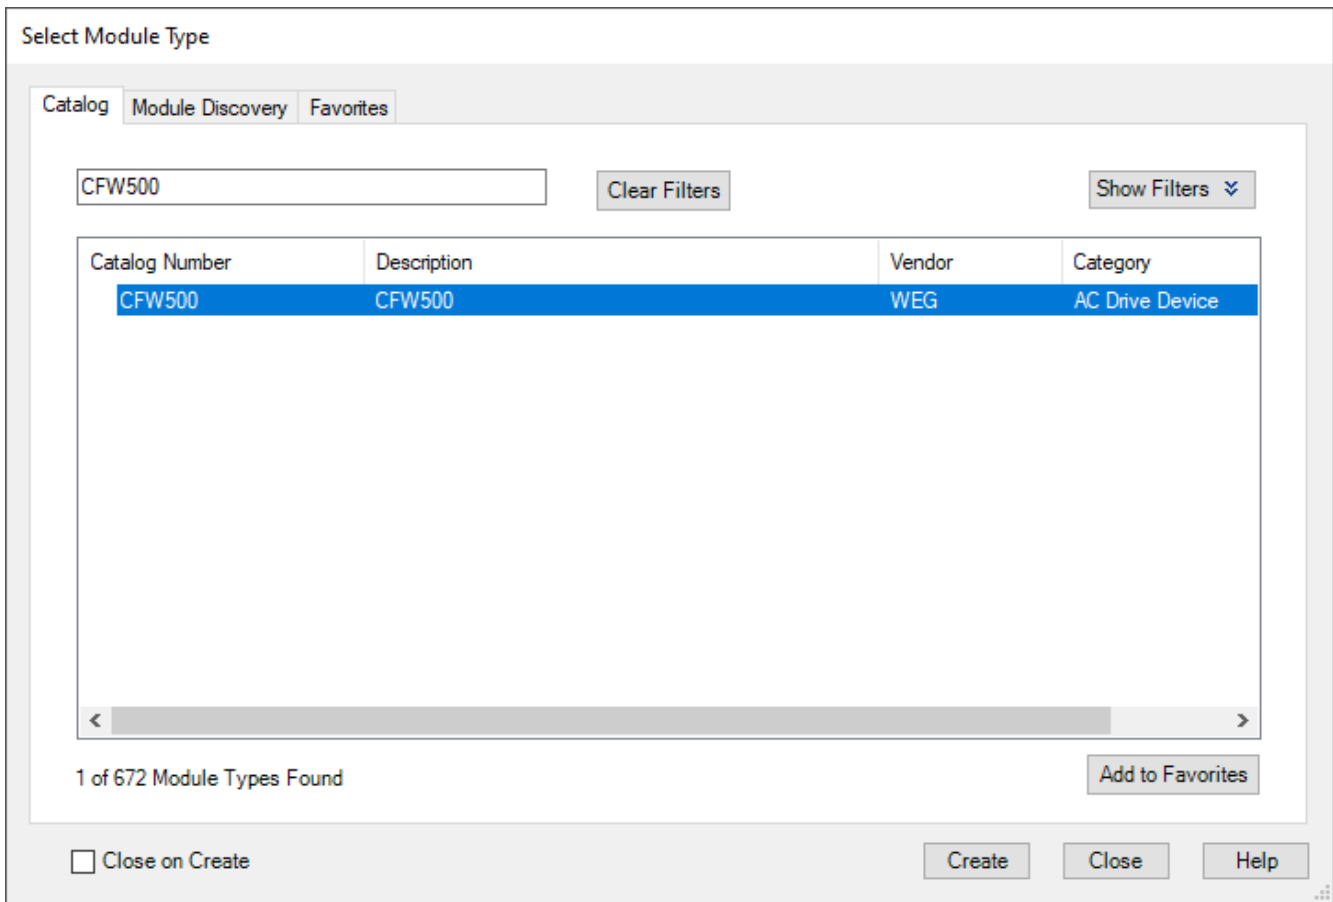 Select Module Type
Catalog Module Discovery Favorites
CFW500 Clear Filters Show Filters
Catalog Number Description Vendor Category
CFW500 CFW500 WEG AC Drive Device
1 of 672 Module Types Found Add to Favorites
Close on Create Create Close Help